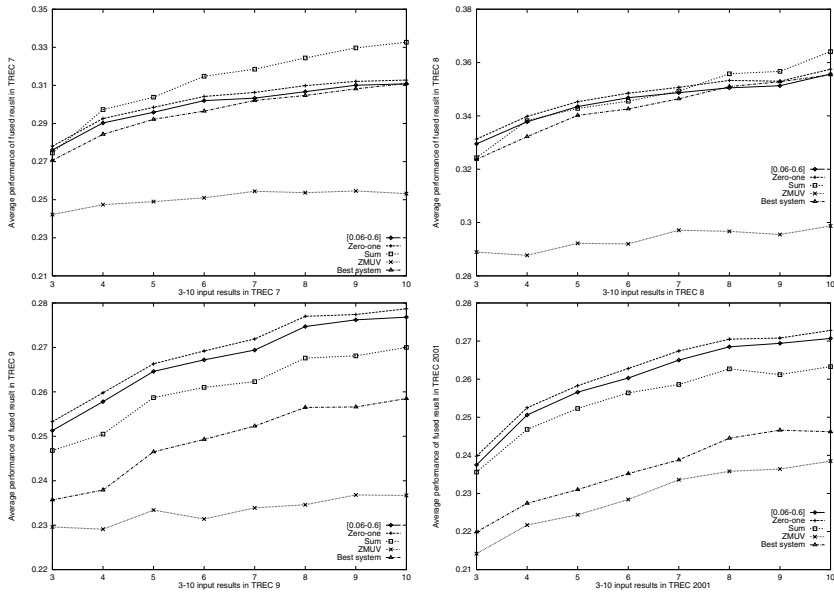 Average performance of fused reuslt in TREC 7
0.35
0.33
0.31
0.29
0.27
0.25
0.23
0.21
[0.06-0.6]
Zero-one
Sum
ZMUV
Best system
3 4 5 6 7 8 9 10
3-10 input results in TREC 7
Average performance of fused reuslt in TREC 8
0.38
0.36
0.34
0.32
0.3
0.28
[0.06-0.6]
Zero-one
Sum
ZMUV
Best system
3 4 5 6 7 8 9 10
3-10 input results in TREC 8
Average performance of fused reuslt in TREC 9
0.28
0.27
0.26
0.25
0.24
0.23
0.22
[0.06-0.6]
Zero-one
Sum
ZMUV
Best system
3 4 5 6 7 8 9 10
3-10 input results in TREC 9
Average performance of fused reuslt in TREC 2001
0.28
0.27
0.26
0.25
0.24
0.23
0.22
0.21
[0.06-0.6]
Zero-one
Sum
ZMUV
Best system
3 4 5 6 7 8 9 10
3-10 input results in TREC 2001